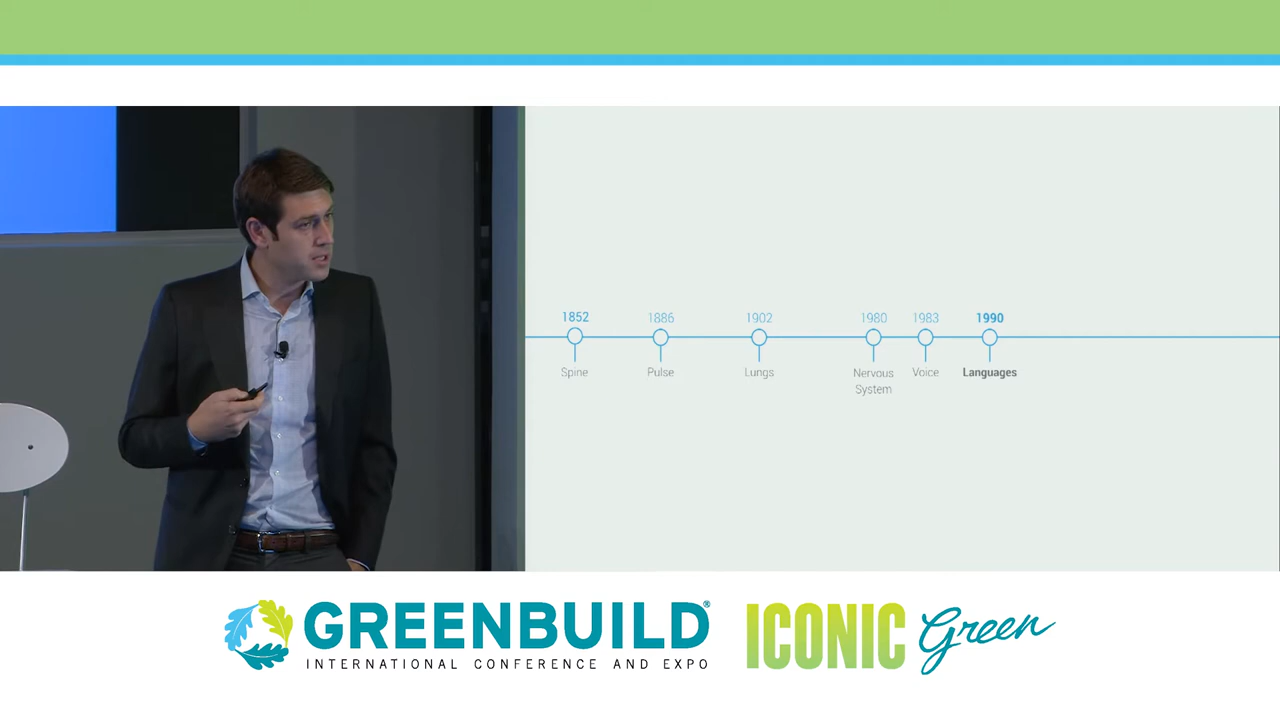 1852 1886 1902 1980 1983 1990
Spine Pulse Lungs Nervous System Voice Languages
GREENBUILD®
INTERNATIONAL CONFERENCE AND EXPO
ICONIC Green